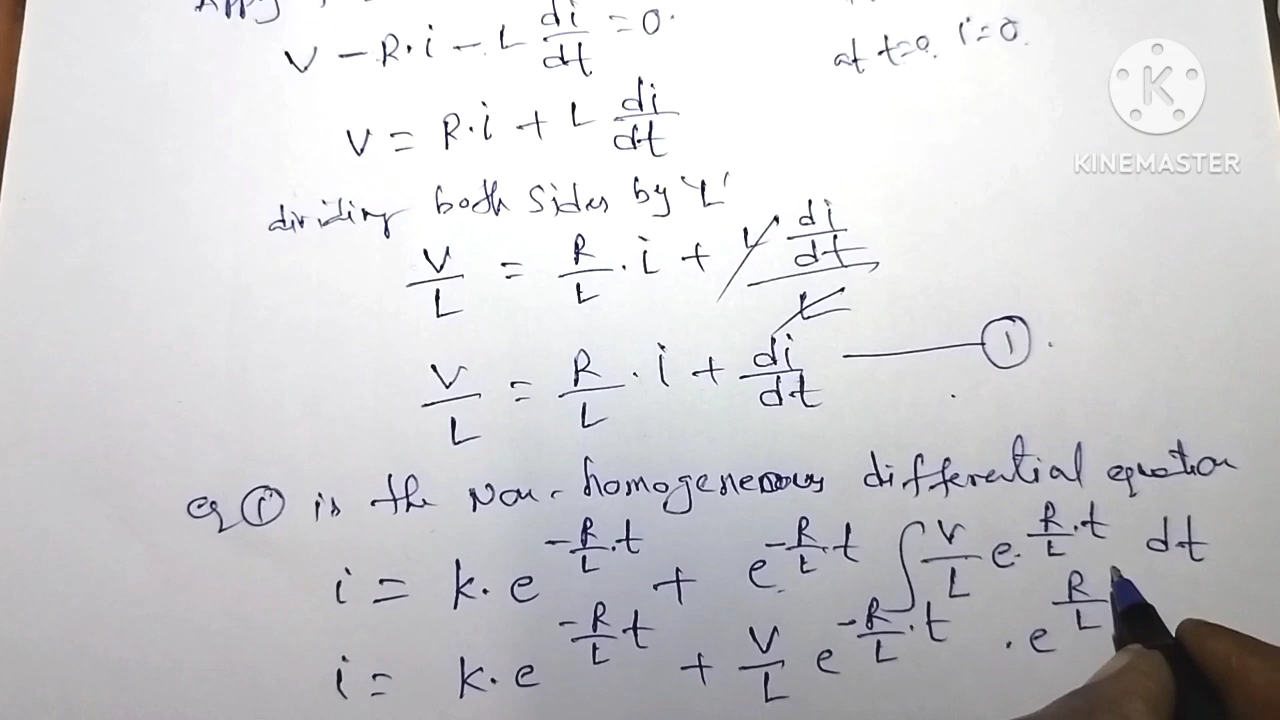 V - R·i - L di/dt = 0.
at t=0, i=0.
V = R·i + L di/dt
dividing both sides by 'L'
V/L = R/L · i + L di/dt / L
V/L = R/L · i + di/dt ——— ①.
eq ① is the Non-homogeneous differential equation
i = k. e^(-R/L .t) + e^(-R/L .t) ∫ V/L e^(R/L .t) dt
i = k. e^(-R/L t) + V/L e^(-R/L .t) . e^(R/L
K
KINEMASTER